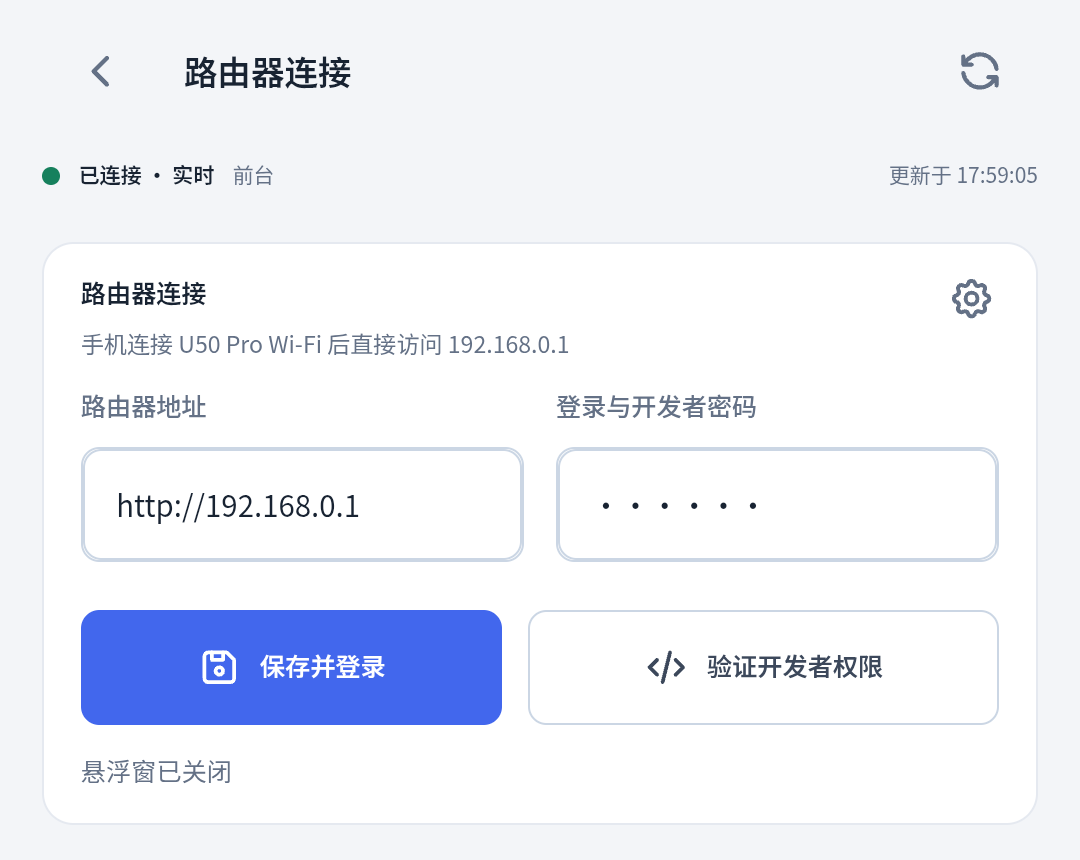 路由器连接
已连接 · 实时 前台 更新于 17:59:05
路由器连接
手机连接 U50 Pro Wi-Fi 后直接访问 192.168.0.1
路由器地址 登录与开发者密码
http://192.168.0.1 ······
保存并登录 验证开发者权限
悬浮窗已关闭